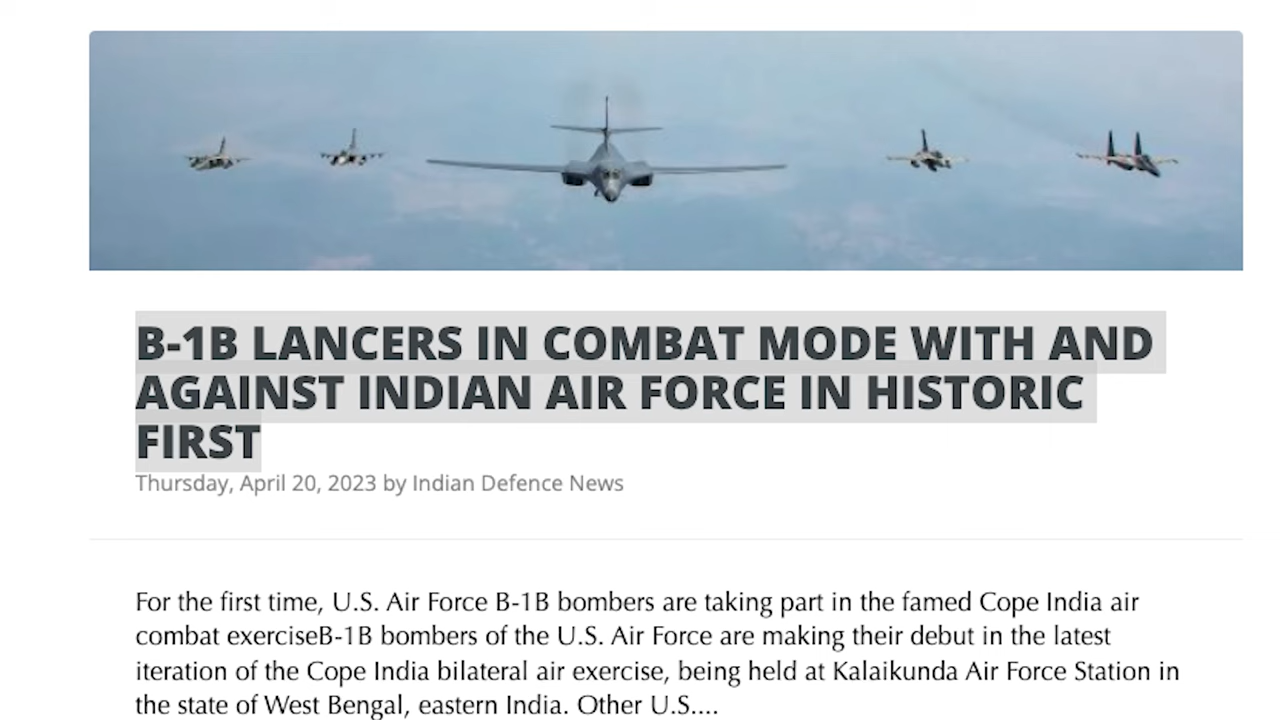 B-1B LANCERS IN COMBAT MODE WITH AND
AGAINST INDIAN AIR FORCE IN HISTORIC
FIRST
Thursday, April 20, 2023 by Indian Defence News
For the first time, U.S. Air Force B-1B bombers are taking part in the famed Cope India air
combat exerciseB-1B bombers of the U.S. Air Force are making their debut in the latest
iteration of the Cope India bilateral air exercise, being held at Kalaikunda Air Force Station in
the state of West Bengal, eastern India. Other U.S....